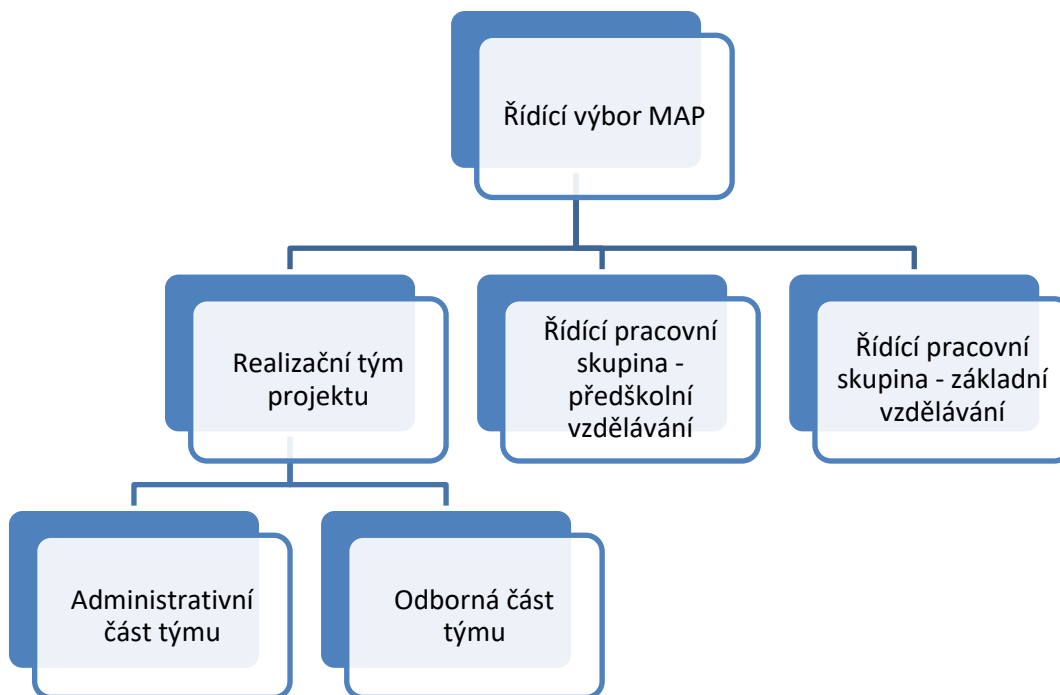 Řídící výbor MAP
Realizační tým
projektu
Řídící pracovní
skupina -
předškolní
vzdělávání
Řídící pracovní
skupina - základní
vzdělávání
Administrativní
část týmu
Odborná část
týmu